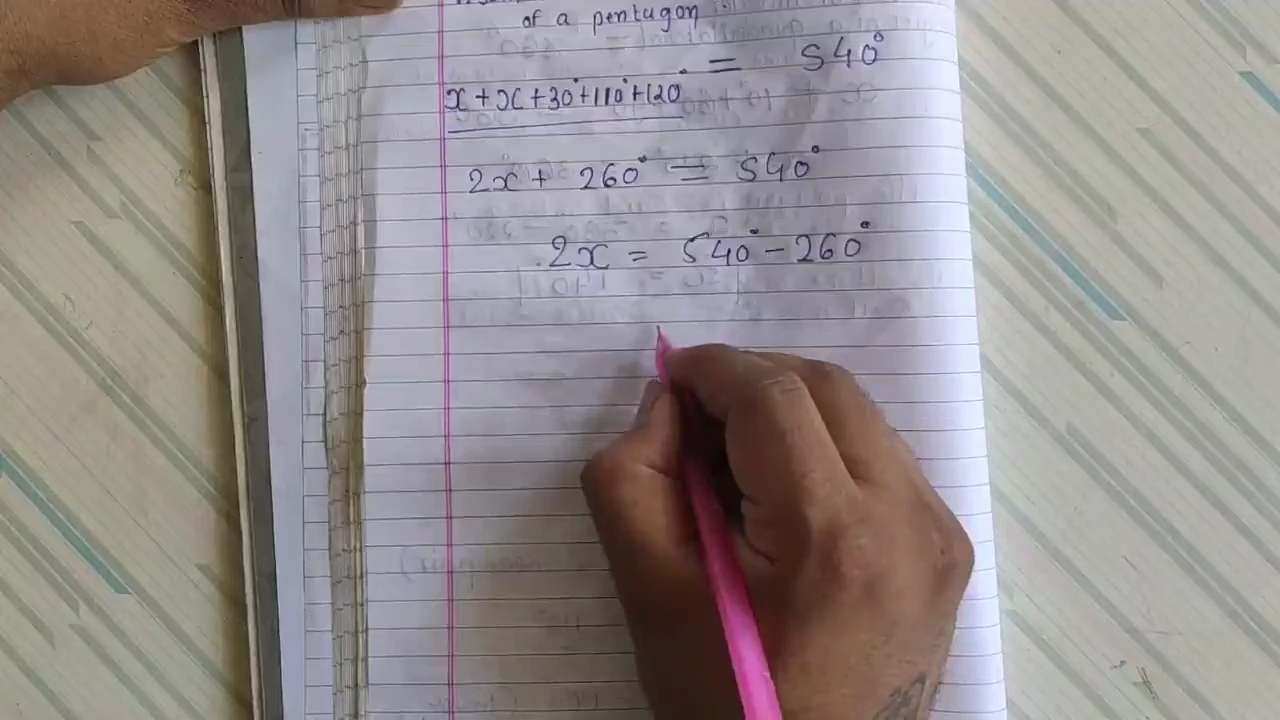 of a pentagon
x + x + 30° + 110° + 120° = 540°
2x + 260° = 540°
2x = 540° - 260°